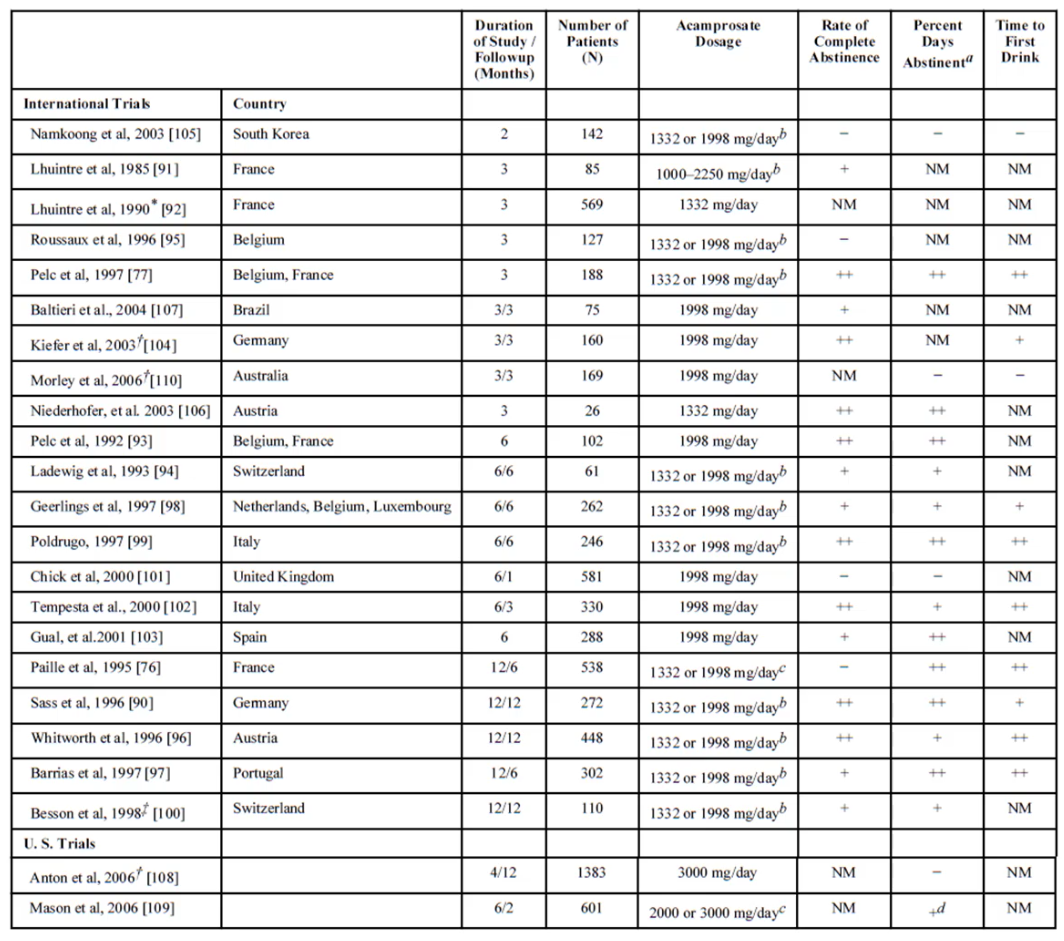 Duration of Study / Followup (Months) Number of Patients (N) Acamprosate Dosage Rate of Complete Abstinence Percent Days Abstinent^a Time to First Drink
International Trials Country
Namkoong et al, 2003 [105] South Korea 2 142 1332 or 1998 mg/day^b – – –
Lhuintre et al, 1985 [91] France 3 85 1000–2250 mg/day^b + NM NM
Lhuintre et al, 1990* [92] France 3 569 1332 mg/day NM NM NM
Roussaux et al, 1996 [95] Belgium 3 127 1332 or 1998 mg/day^b – NM NM
Pelc et al, 1997 [77] Belgium, France 3 188 1332 or 1998 mg/day^b ++ ++ ++
Baltieri et al., 2004 [107] Brazil 3/3 75 1998 mg/day + NM NM
Kiefer et al, 2003† [104] Germany 3/3 160 1998 mg/day ++ NM +
Morley et al, 2006† [110] Australia 3/3 169 1998 mg/day NM – –
Niederhofer, et al. 2003 [106] Austria 3 26 1332 mg/day ++ ++ NM
Pelc et al, 1992 [93] Belgium, France 6 102 1998 mg/day ++ ++ NM
Ladewig et al, 1993 [94] Switzerland 6/6 61 1332 or 1998 mg/day^b + + NM
Geerlings et al, 1997 [98] Netherlands, Belgium, Luxembourg 6/6 262 1332 or 1998 mg/day^b + + +
Poldrugo, 1997 [99] Italy 6/6 246 1332 or 1998 mg/day^b ++ ++ ++
Chick et al, 2000 [101] United Kingdom 6/1 581 1998 mg/day – – NM
Tempesta et al., 2000 [102] Italy 6/3 330 1998 mg/day ++ + ++
Gual, et al.2001 [103] Spain 6 288 1998 mg/day + ++ NM
Paille et al, 1995 [76] France 12/6 538 1332 or 1998 mg/day^c – ++ ++
Sass et al, 1996 [90] Germany 12/12 272 1332 or 1998 mg/day^b ++ ++ +
Whitworth et al, 1996 [96] Austria 12/12 448 1332 or 1998 mg/day^b ++ + ++
Barrias et al, 1997 [97] Portugal 12/6 302 1332 or 1998 mg/day^b + ++ ++
Besson et al, 1998‡ [100] Switzerland 12/12 110 1332 or 1998 mg/day^b + + NM
U. S. Trials
Anton et al, 2006† [108] 4/12 1383 3000 mg/day NM – NM
Mason et al, 2006 [109] 6/2 601 2000 or 3000 mg/day^c NM +^d NM